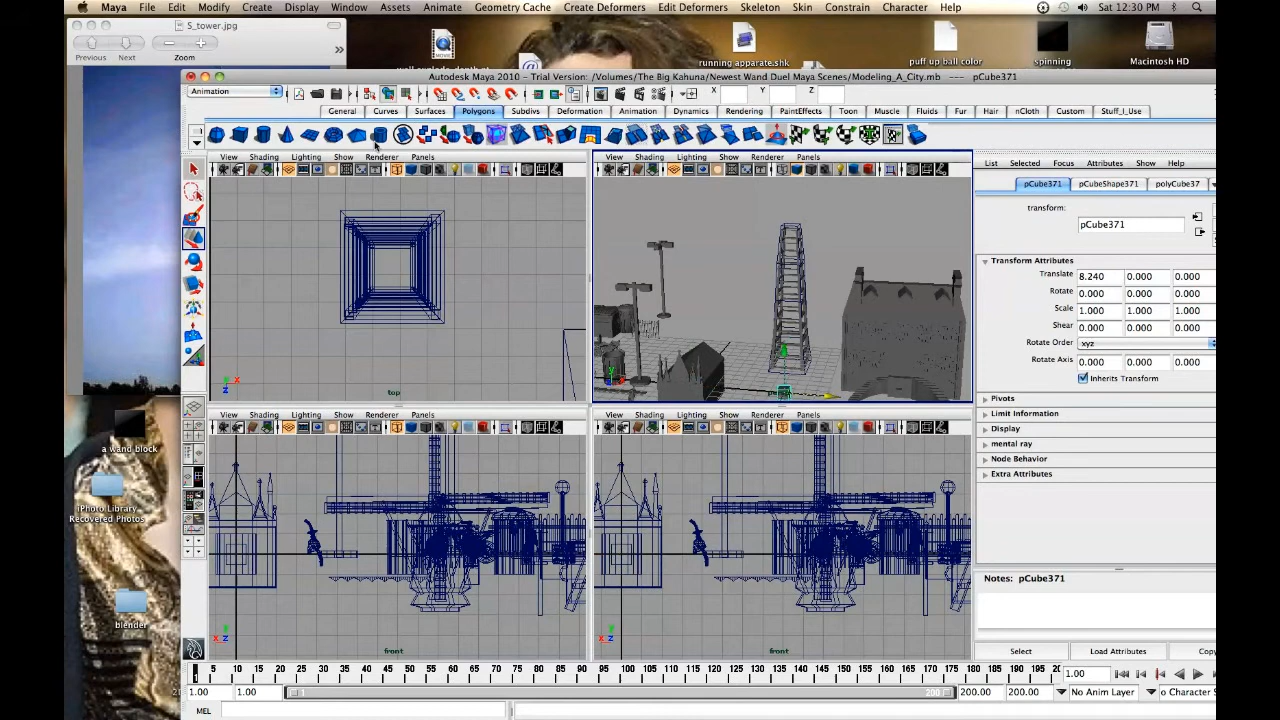 Maya File Edit Modify Create Display Window Assets Animate Geometry Cache Create Deformers Edit Deformers Skeleton Skin Constrain Character Help
Sat 12:30 PM
S_tower.jpg
Previous Next Zoom
running apparate.shk
puff up ball color
spinning
Macintosh HD
Autodesk Maya 2010 - Trial Version: /Volumes/The Big Kahuna/Newest Wand Duel Maya Scenes/Modeling_A_City.mb --- pCube371
Animation
X Y Z
General Curves Surfaces Polygons Subdivs Deformation Animation Dynamics Rendering PaintEffects Toon Muscle Fluids Fur Hair nCloth Custom Stuff_I_Use
View Shading Lighting Show Renderer Panels
View Shading Lighting Show Renderer Panels
List Selected Focus Attributes Show Help
pCube371 pCubeShape371 polyCube37
transform: pCube371
Transform Attributes
Translate 8.240 0.000 0.000
Rotate 0.000 0.000 0.000
Scale 1.000 1.000 1.000
Shear 0.000 0.000 0.000
Rotate Order xyz
Rotate Axis 0.000 0.000 0.000
Inherits Transform
Pivots
Limit Information
Display
mental ray
Node Behavior
Extra Attributes
top
View Shading Lighting Show Renderer Panels
View Shading Lighting Show Renderer Panels
a wand block
iPhoto Library
Recovered Photos
blender
front
front
Notes: pCube371
Select Load Attributes Copy
5 10 15 20 25 30 35 40 45 50 55 60 65 70 75 80 85 90 95 100 105 110 115 120 125 130 135 140 145 150 155 160 165 170 175 180 185 190 195 20
1.00
1.00 1.00 1 200 200.00 200.00 No Anim Layer o Character S
MEL